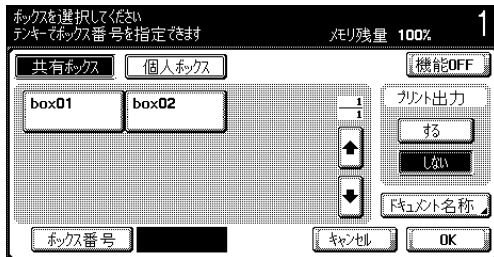 ボックスを選択してください
テンキーでボックス番号を指定できます
メモリ残量 100% 1
共有ボックス 個人ボックス 機能OFF
box01 box02
1
1
プリント出力
する
しない
ドキュメント名称
ボックス番号 キャンセル OK